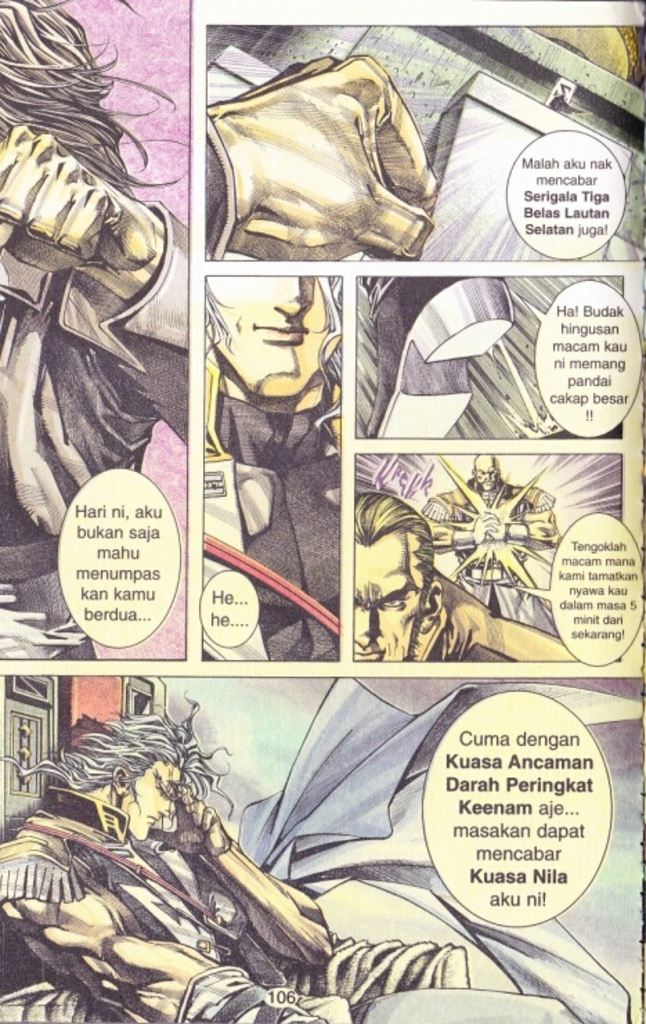 Hari ni, aku
bukan saja
mahu
menumpas
kan kamu
berdua...
Malah aku nak
mencabar
Serigala Tiga
Belas Lautan
Selatan juga!
He...
he....
Ha! Budak
hingusan
macam kau
ni memang
pandai
cakap besar
!!
Tengoklah
macam mana
kami tamatkan
nyawa kau
dalam masa 5
minit dari
sekarang!
Cuma dengan
Kuasa Ancaman
Darah Peringkat
Keenam aje...
masakan dapat
mencabar
Kuasa Nila
aku ni!
106